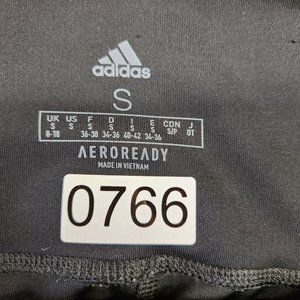 adidas
S
UK US F D I E CDN J
S S S S S S S/P OT
8-10 36-38 34-36 40-42 34-36
AEROREADY
MADE IN VIETNAM
0766